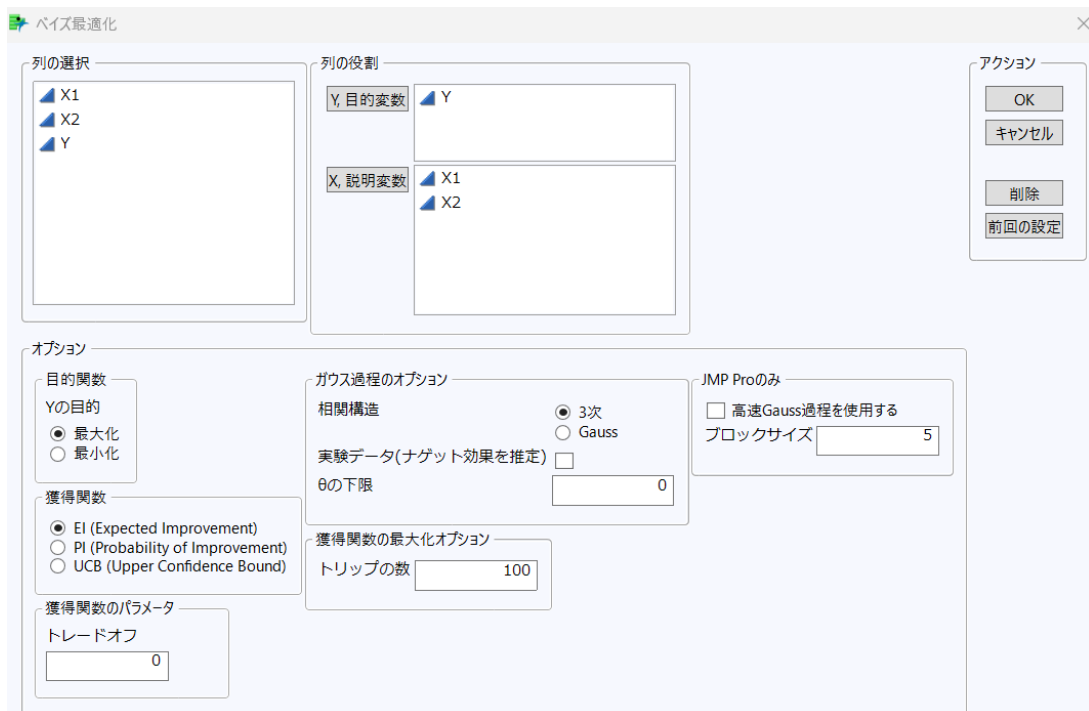 ベイズ最適化
列の選択
X1
X2
Y
列の役割
Y, 目的変数
Y
X, 説明変数
X1
X2
アクション
OK
キャンセル
削除
前回の設定
オプション
目的関数
Yの目的
最大化
最小化
獲得関数
EI (Expected Improvement)
PI (Probability of Improvement)
UCB (Upper Confidence Bound)
獲得関数のパラメータ
トレードオフ
0
ガウス過程のオプション
相関構造
3次
Gauss
実験データ(ナゲット効果を推定)
θの下限
0
獲得関数の最大化オプション
トリップの数
100
JMP Proのみ
高速Gauss過程を使用する
ブロックサイズ
5